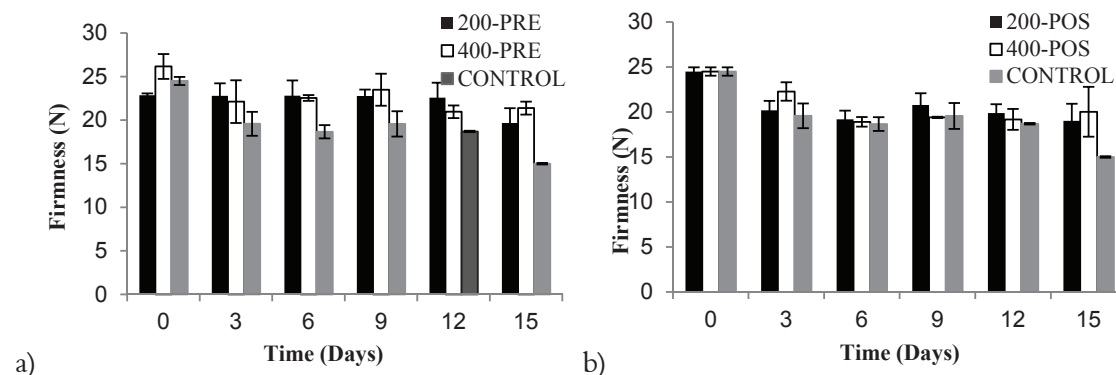 200-PRE
400-PRE
CONTROL
30
25
20
15
10
5
0
Firmness (N)
0 3 6 9 12 15
Time (Days)
a)
200-POS
400-POS
CONTROL
30
25
20
15
10
5
0
Firmness (N)
0 3 6 9 12 15
Time (Days)
b)